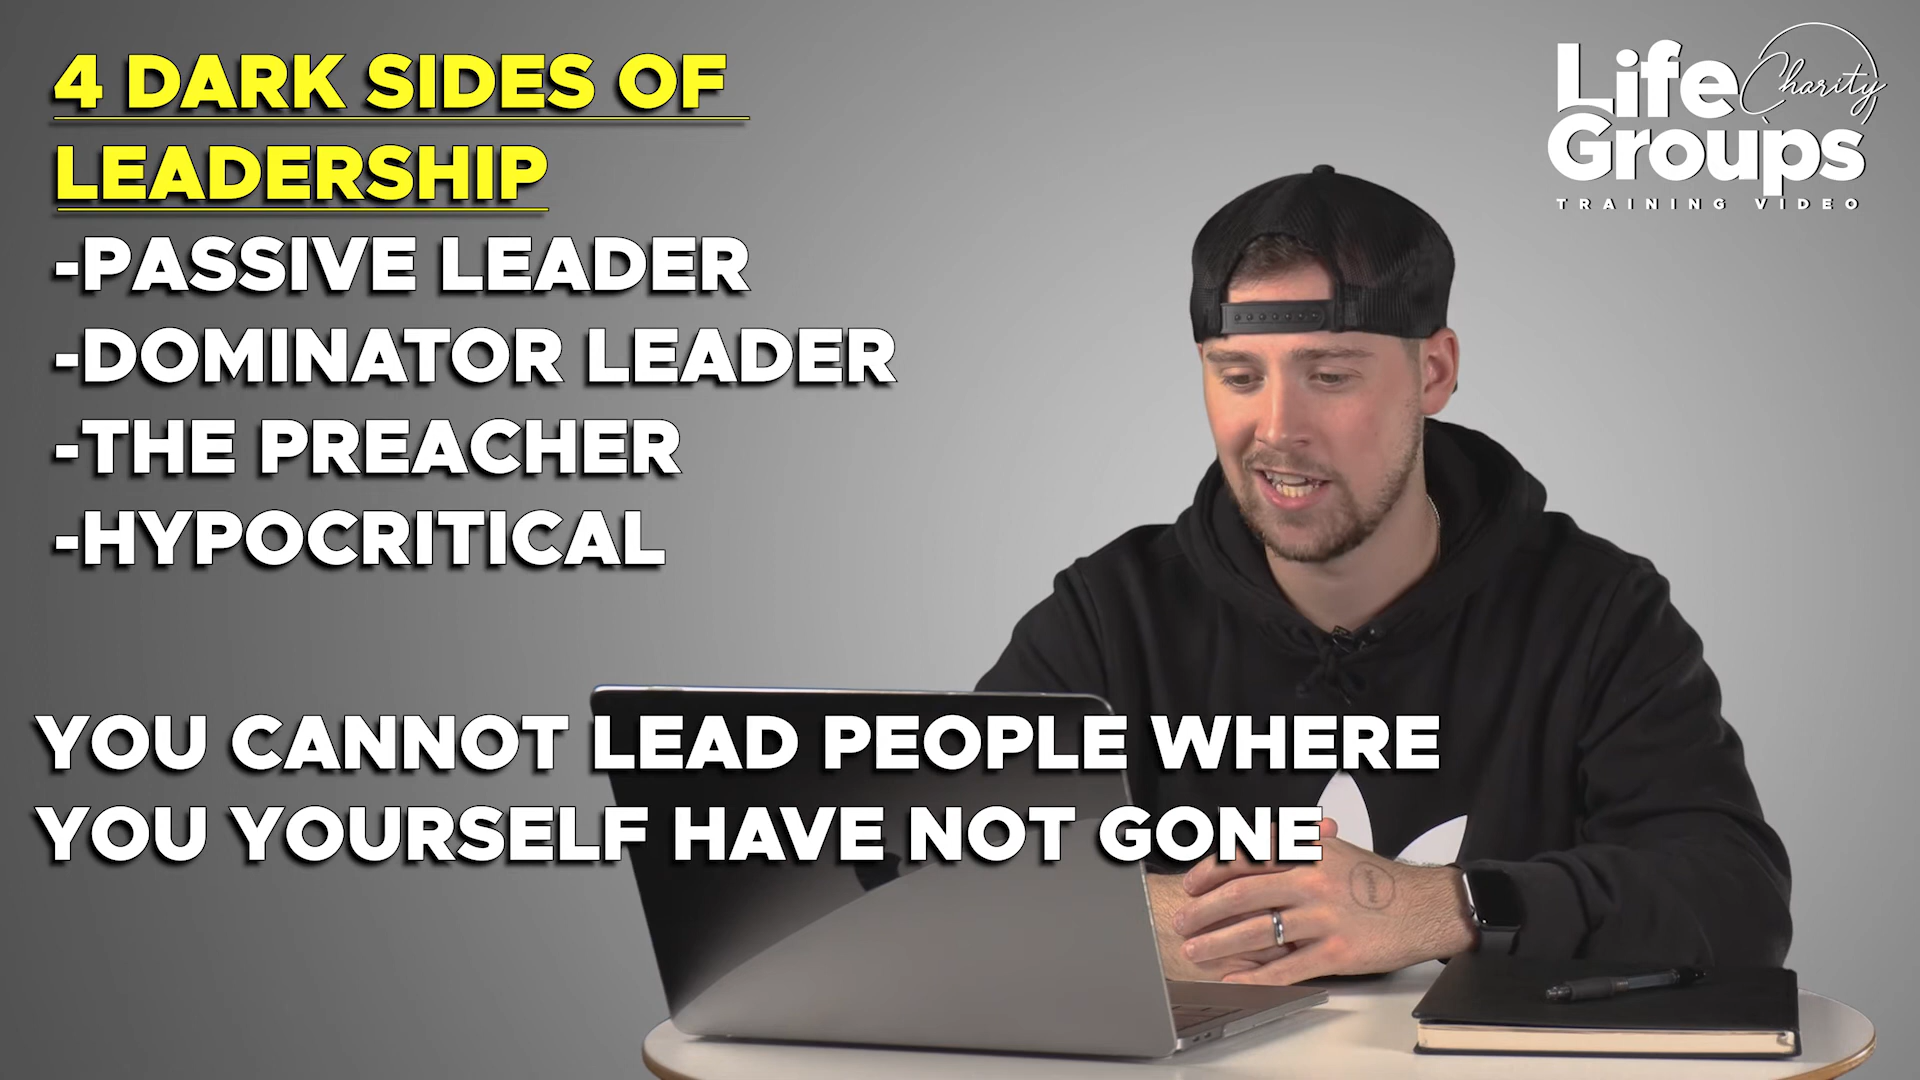 4 DARK SIDES OF
LEADERSHIP
-PASSIVE LEADER
-DOMINATOR LEADER
-THE PREACHER
-HYPOCRITICAL
YOU CANNOT LEAD PEOPLE WHERE
YOU YOURSELF HAVE NOT GONE
Life Charity
Groups
TRAINING VIDEO